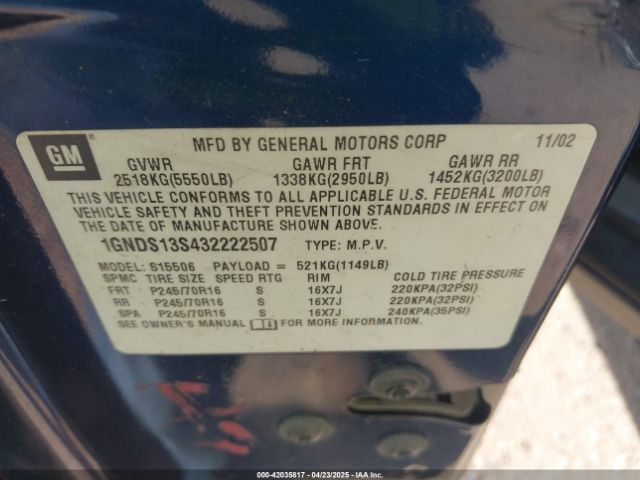 GM
MFD BY GENERAL MOTORS CORP 11/02
GVWR GAWR FRT GAWR RR
2518KG(5550LB) 1338KG(2950LB) 1452KG(3200LB)
THIS VEHICLE CONFORMS TO ALL APPLICABLE U.S. FEDERAL MOTOR
VEHICLE SAFETY AND THEFT PREVENTION STANDARDS IN EFFECT ON
THE DATE OF MANUFACTURE SHOWN ABOVE.
1GNDS13S432222507 TYPE: M.P.V.
MODEL: S15506 PAYLOAD = 521KG(1149LB)
SPMC TIRE SIZE SPEED RTG RIM COLD TIRE PRESSURE
FRT P245/70R16 S 16X7J 220KPA(32PSI)
RR P245/70R16 S 16X7J 220KPA(32PSI)
SPA P245/70R16 S 16X7J 240KPA(35PSI)
SEE OWNER'S MANUAL FOR MORE INFORMATION.
000-42035817 - 04/23/2025 - IAA Inc.